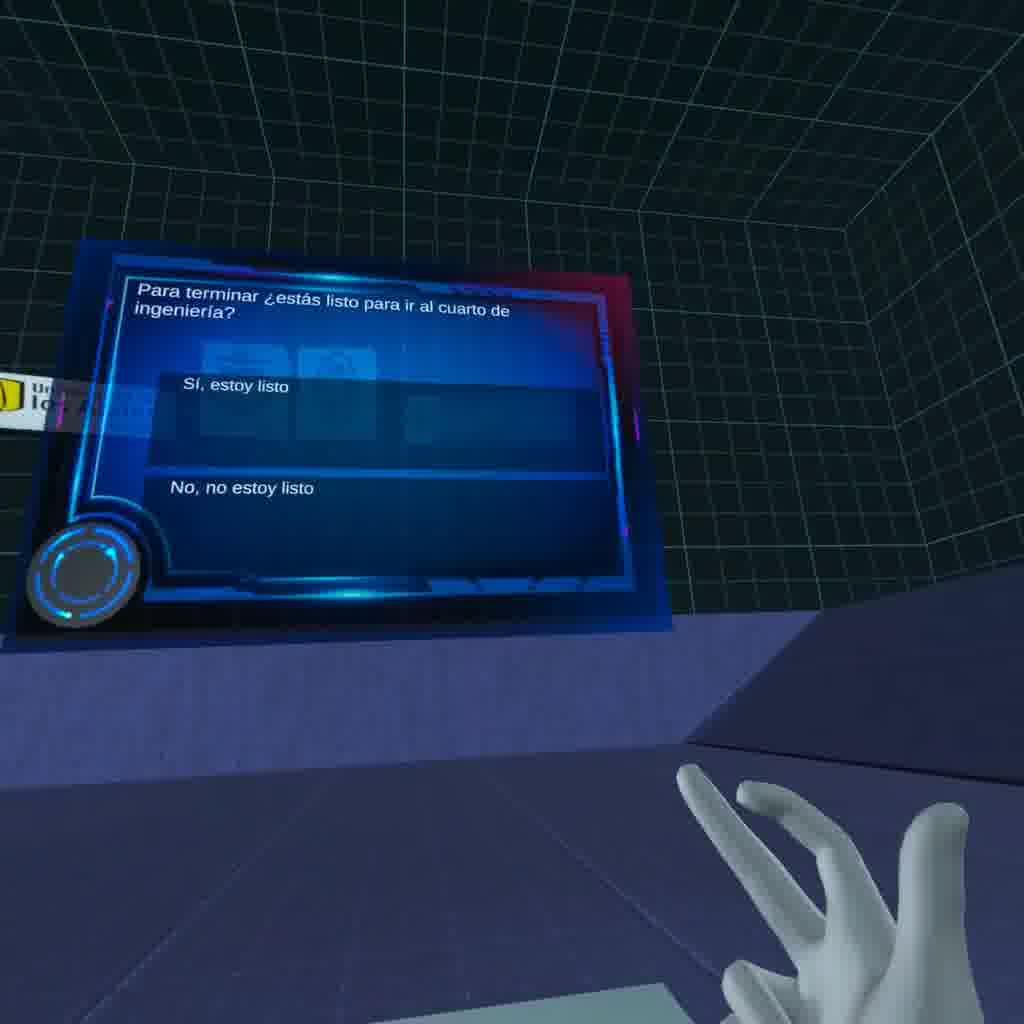 Para terminar ¿estás listo para ir al cuarto de
ingeniería?
Sí, estoy listo
No, no estoy listo